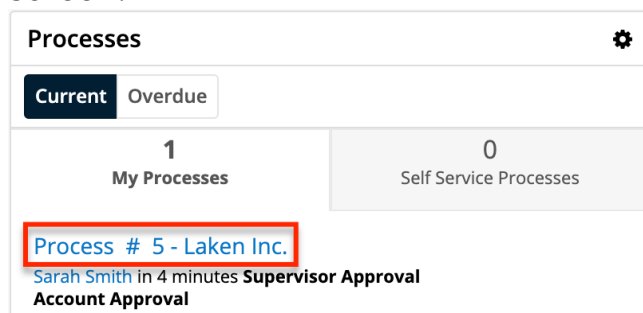 Processes
Current Overdue
1 0
My Processes Self Service Processes
Process # 5 - Laken Inc.
Sarah Smith in 4 minutes Supervisor Approval
Account Approval